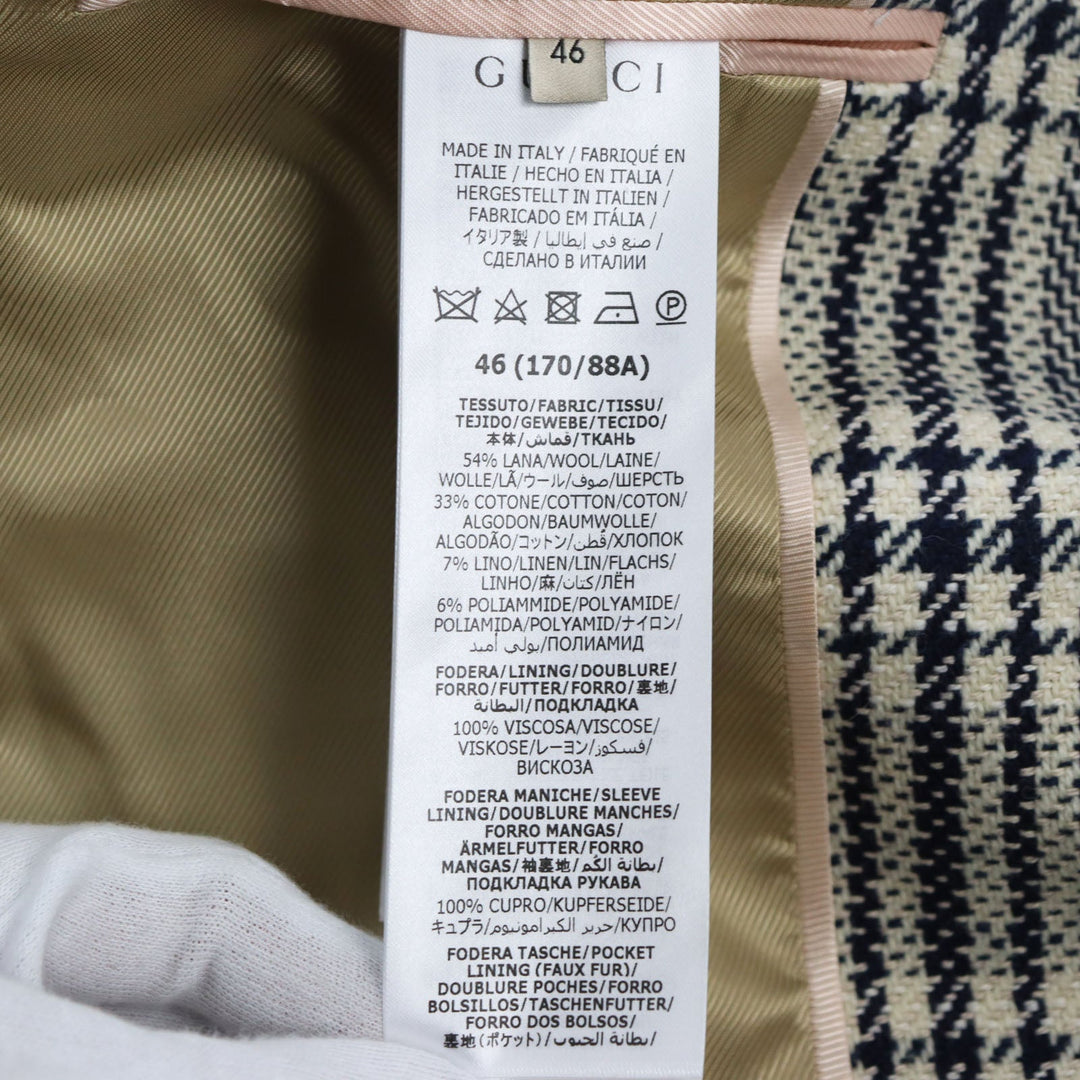 46
GUCCI
MADE IN ITALY / FABRIQUÉ EN
ITALIE / HECHO EN ITALIA /
HERGESTELLT IN ITALIEN /
FABRICADO EM ITÁLIA /
イタリア製 / صنع في إيطاليا /
СДЕЛАНО В ИТАЛИИ
P
46 (170/88A)
TESSUTO/FABRIC/TISSU/
TEJIDO/GEWEBE/TECIDO/
本体/قماش/ТКАНЬ
54% LANA/WOOL/LAINE/
WOLLE/LÃ/ウール/صوف/ШЕРСТЬ
33% COTONE/COTTON/COTON/
ALGODON/BAUMWOLLE/
ALGODÃO/コットン/قُطن/ХЛОПОК
7% LINO/LINEN/LIN/FLACHS/
LINHO/麻/كتان/ЛЁН
6% POLIAMMIDE/POLYAMIDE/
POLIAMIDA/POLYAMID/ナイロン/
بولي أميد/ПОЛИАМИД
FODERA/LINING/DOUBLURE/
FORRO/FUTTER/FORRO/裏地/
البطانة/ПОДКЛАДКА
100% VISCOSA/VISCOSE/
VISKOSE/レーヨン/فسكوز/
ВИСКОЗА
FODERA MANICHE/SLEEVE
LINING/DOUBLURE MANCHES/
FORRO MANGAS/
ÄRMELFUTTER/FORRO
MANGAS/袖裏地/بطانة الكُم/
ПОДКЛАДКА РУКАВА
100% CUPRO/KUPFERSEIDE/
キュプラ/حرير الكبرامونيوم/КУПРО
FODERA TASCHE/POCKET
LINING (FAUX FUR)/
DOUBLURE POCHES/FORRO
BOLSILLOS/TASCHENFUTTER/
FORRO DOS BOLSOS/
裏地(ポケット)/بطانة الجيوب/